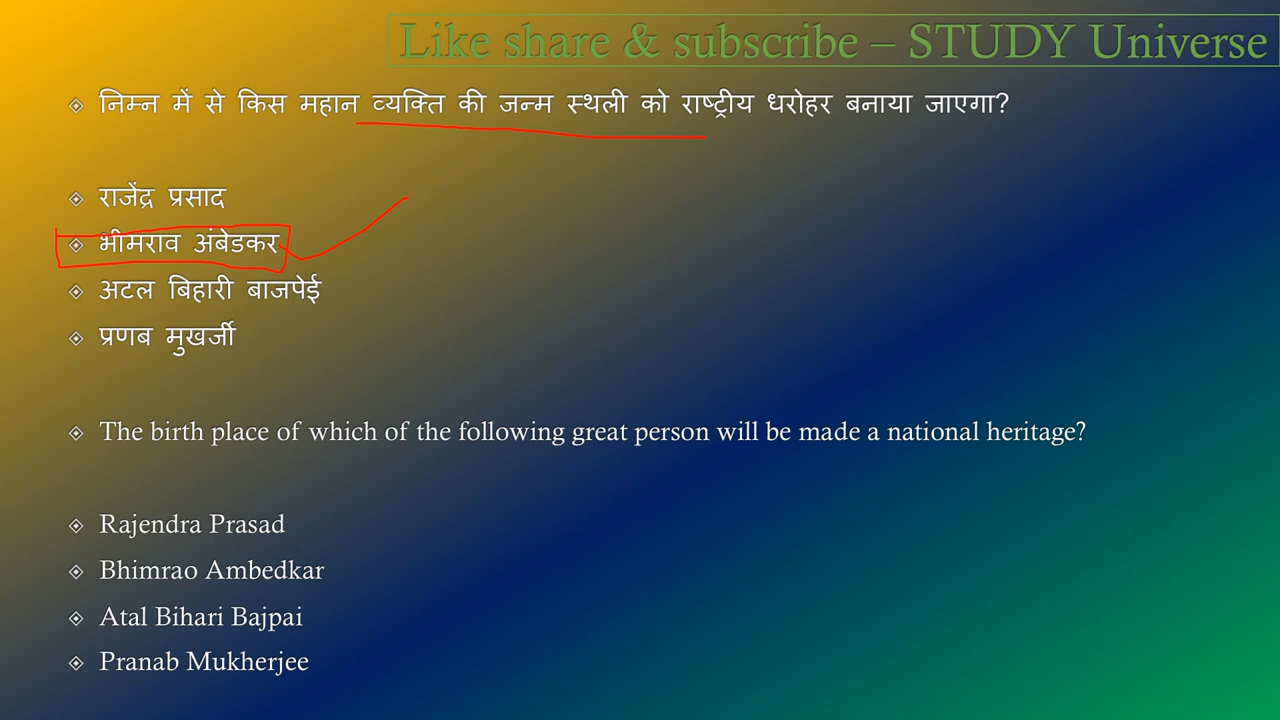 Like share & subscribe – STUDY Universe
निम्न में से किस महान व्यक्ति की जन्म स्थली को राष्ट्रीय धरोहर बनाया जाएगा?
राजेंद्र प्रसाद
भीमराव अंबेडकर
अटल बिहारी बाजपेई
प्रणब मुखर्जी
The birth place of which of the following great person will be made a national heritage?
Rajendra Prasad
Bhimrao Ambedkar
Atal Bihari Bajpai
Pranab Mukherjee